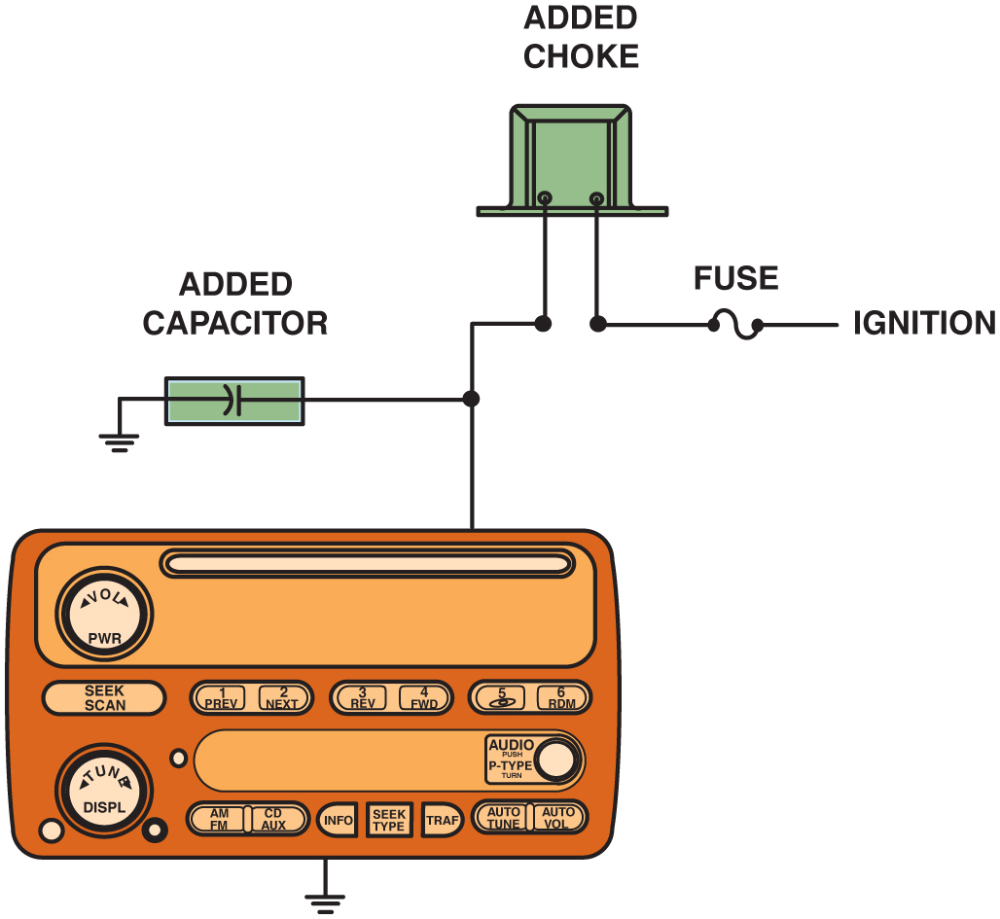 ADDED
CHOKE
FUSE
IGNITION
ADDED
CAPACITOR
VOL
PWR
SEEK
SCAN
1
PREV
2
NEXT
3
REV
4
FWD
5
6
RDM
TUNE
DISPL
AUDIO
PUSH
P-TYPE
TURN
AM
FM
CD
AUX
INFO
SEEK
TYPE
TRAF
AUTO
TUNE
AUTO
VOL